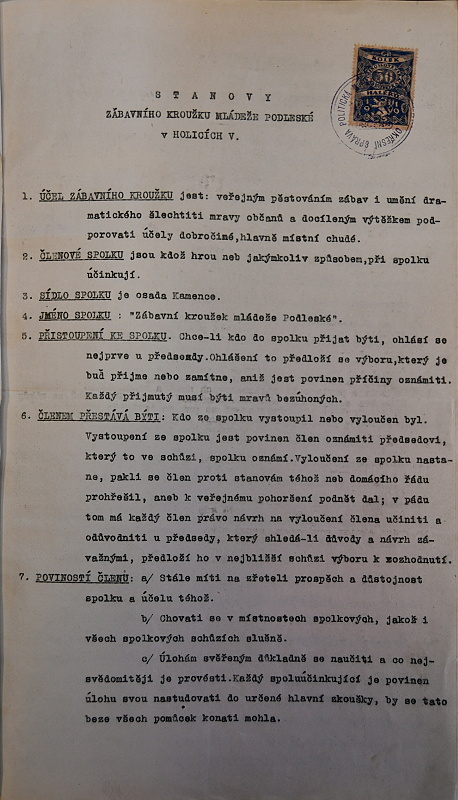 S T A N O V Y
ZÁBAVNÍHO KROUŽKU MLÁDEŽE PODLESKÉ
v HOLICÍCH V.
KOLEK
50
HALÉŘŮ
OKRESNÍ SPRÁVA POLITICKÁ
1. ÚČEL ZÁBAVNÍHO KROUŽKU jest: veřejným pěstováním zábav i umění dra-
matického šlechtiti mravy občanů a docíleným výtěžkem pod-
porovati účely dobročinné,hlavně místní chudé.
2. ČLENOVÉ SPOLKU jsou kdož hrou neb jakýmkoliv způsobem,při spolku
účinkují.
3. SÍDLO SPOLKU je osada Kamenec.
4. JMÉNO SPOLKU : "Zábavní kroužek mládeže Podleské".
5. PŘISTOUPENÍ KE SPOLKU. Chce-li kdo do spolku přijat býti, ohlásí se
nejprve u předsedy.Ohlášení to předloží se výboru,který je
buď přijme nebo zamítne, aniž jest povinen příčiny oznámiti.
Každý přijmutý musí býti mravů bezúhonných.
6. ČLENEM PŘESTÁVÁ BÝTI: Kdo ze spolku vystoupil nebo vyloučen byl.
Vystoupení ze spolku jest povinen člen oznámiti předsedovi,
který to ve schůzi, spolku oznámí.Vyloučení ze spolku nasta-
ne, pakli se člen proti stanovám téhož neb domácího řádu
prohřešil, aneb k veřejnému pohoršení podnět dal; v pádu
tom má každý člen právo návrh na vyloučení člena učiniti a
odůvodniti u předsedy, který shledá-li důvody a návrh zá-
važnými, předloží ho v nejbližší schůzi výboru k rozhodnutí.
7. POVINOSTÍ ČLENŮ: a/ Stále míti na zřeteli prospěch a důstojnost
spolku a účelu téhož.
b/ Chovati se v místnostech spolkových, jakož i
všech spolkových schůzích slušně.
c/ Úlohám svěřeným důkladně se naučiti a co nej-
svědomitěji je provésti.Každý spoluúčinkující je povinen
úlohu svou nastudovati do určené hlavní zkoušky, by se tato
beze všech pomůcek konati mohla.